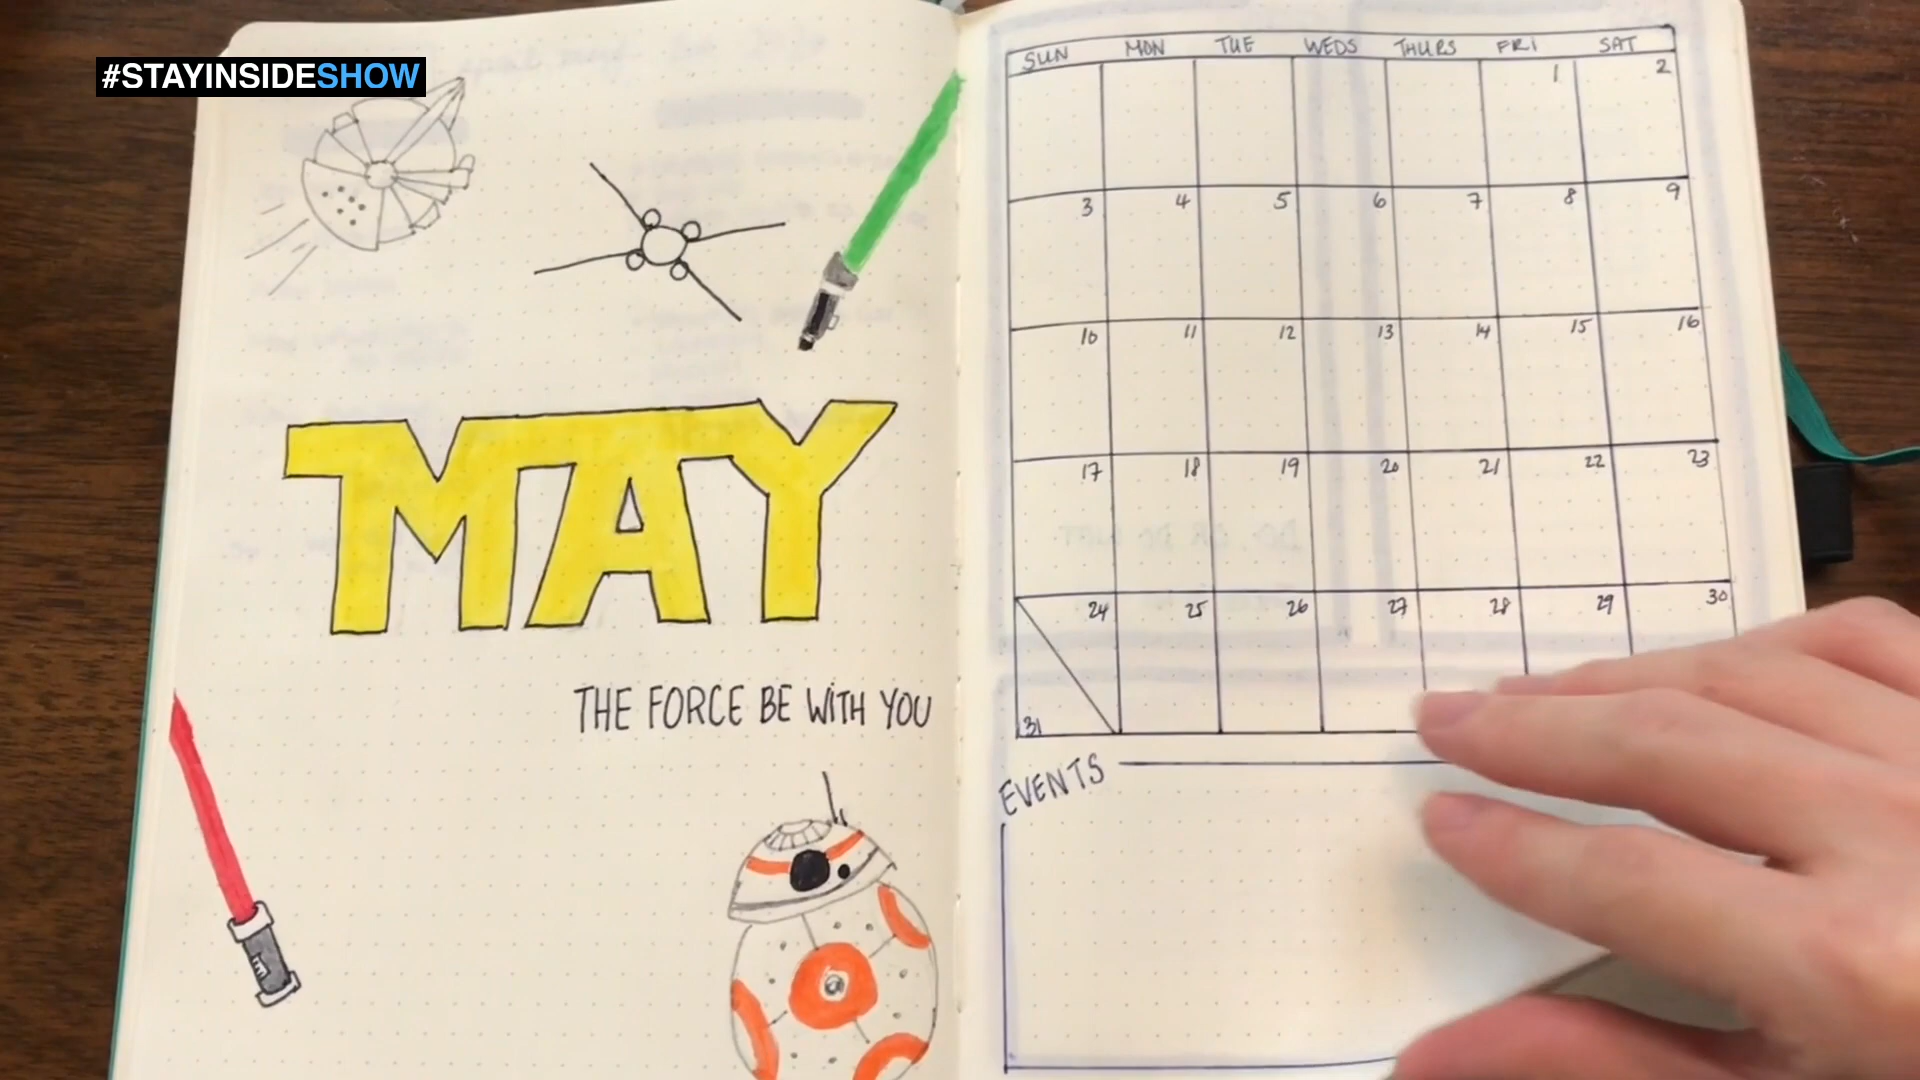 #STAYINSIDESHOW
MAY
THE FORCE BE WITH YOU
SUN MON TUE WEDS THURS FRI SAT
1 2
3 4 5 6 7 8 9
10 11 12 13 14 15 16
17 18 19 20 21 22 23
24 25 26 27 28 29 30
31
EVENTS